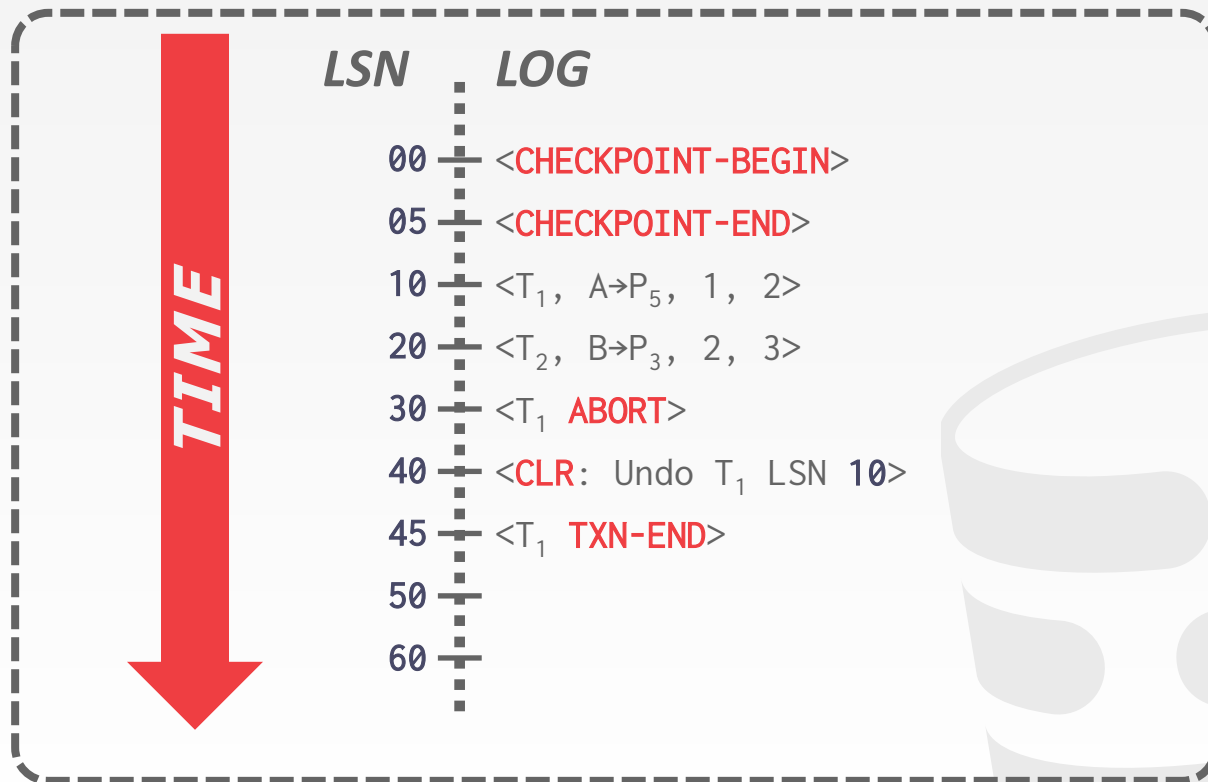 TIME
LSN LOG
00 <CHECKPOINT-BEGIN>
05 <CHECKPOINT-END>
10 <T₁, A→P₅, 1, 2>
20 <T₂, B→P₃, 2, 3>
30 <T₁ ABORT>
40 <CLR: Undo T₁ LSN 10>
45 <T₁ TXN-END>
50
60